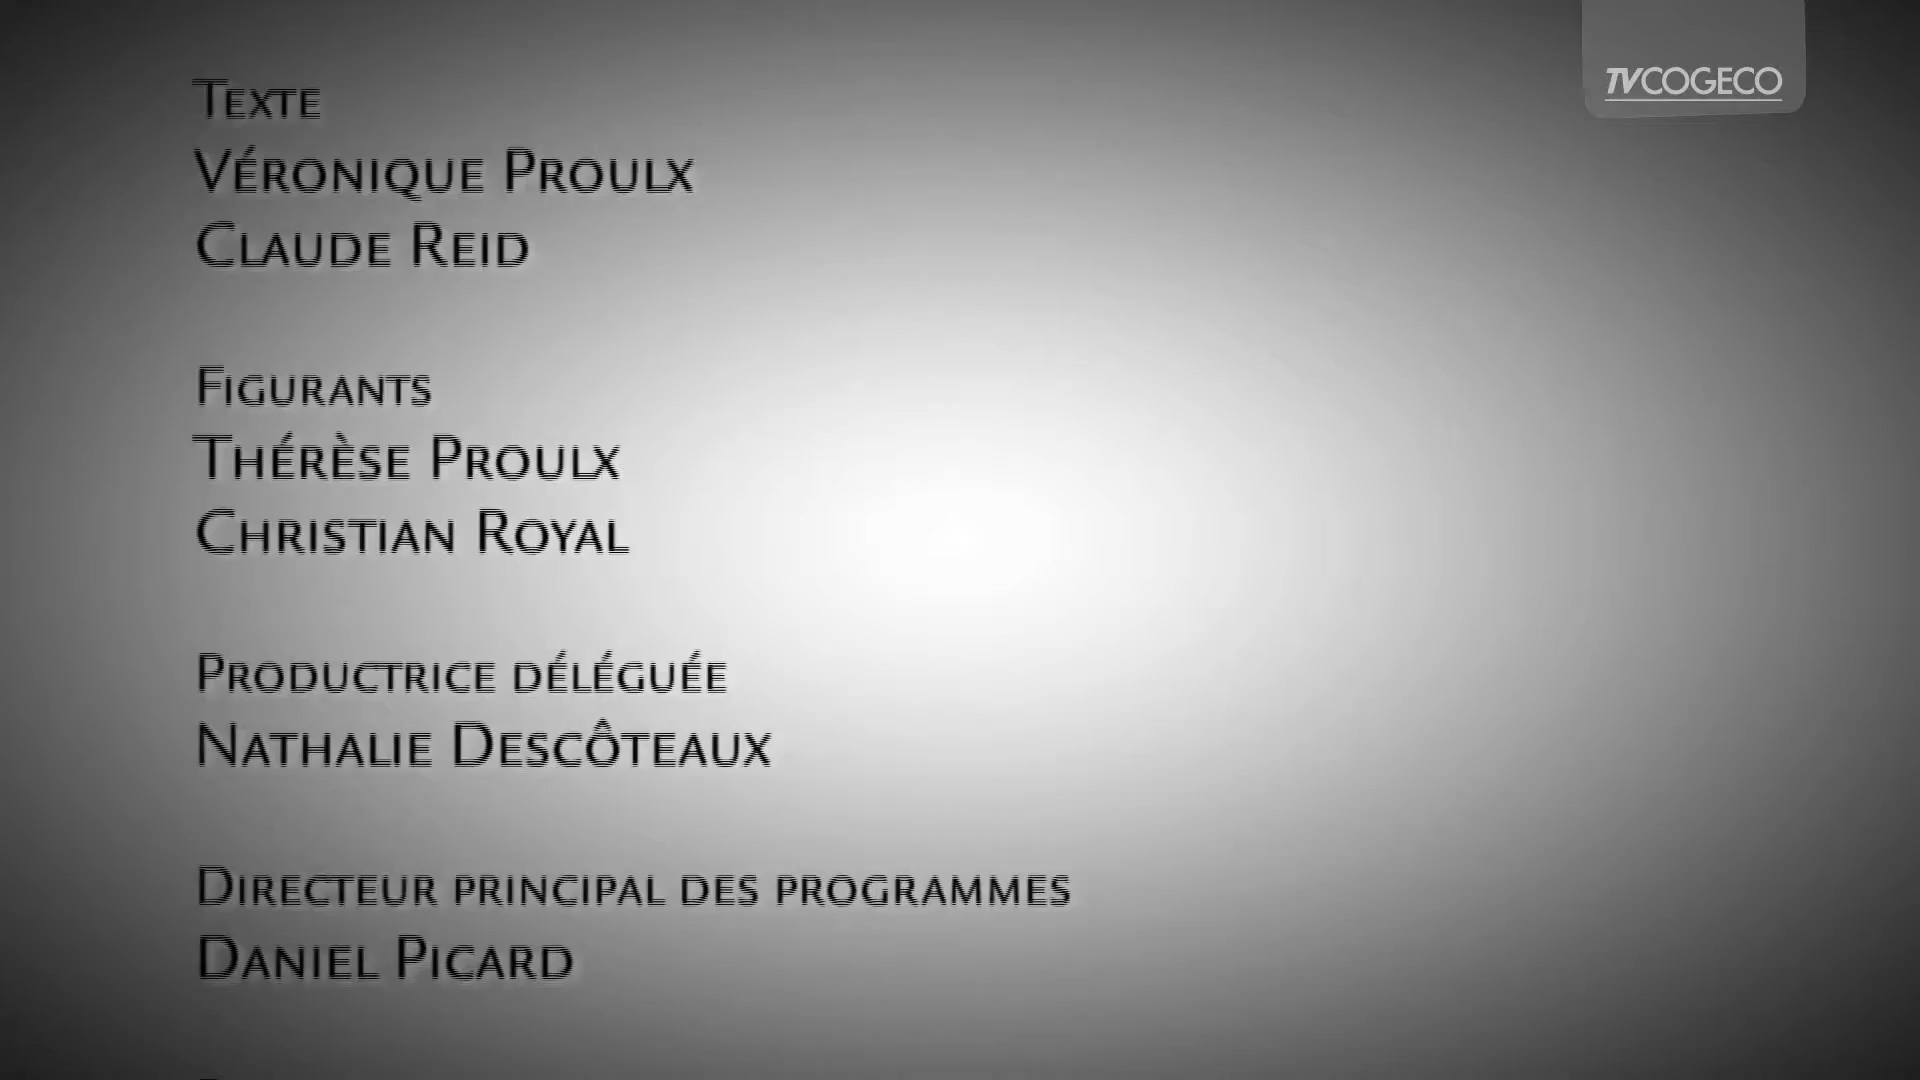 TVCOGECO
Texte
Véronique Proulx
Claude Reid
Figurants
Thérèse Proulx
Christian Royal
Productrice déléguée
Nathalie Descôteaux
Directeur principal des programmes
Daniel Picard